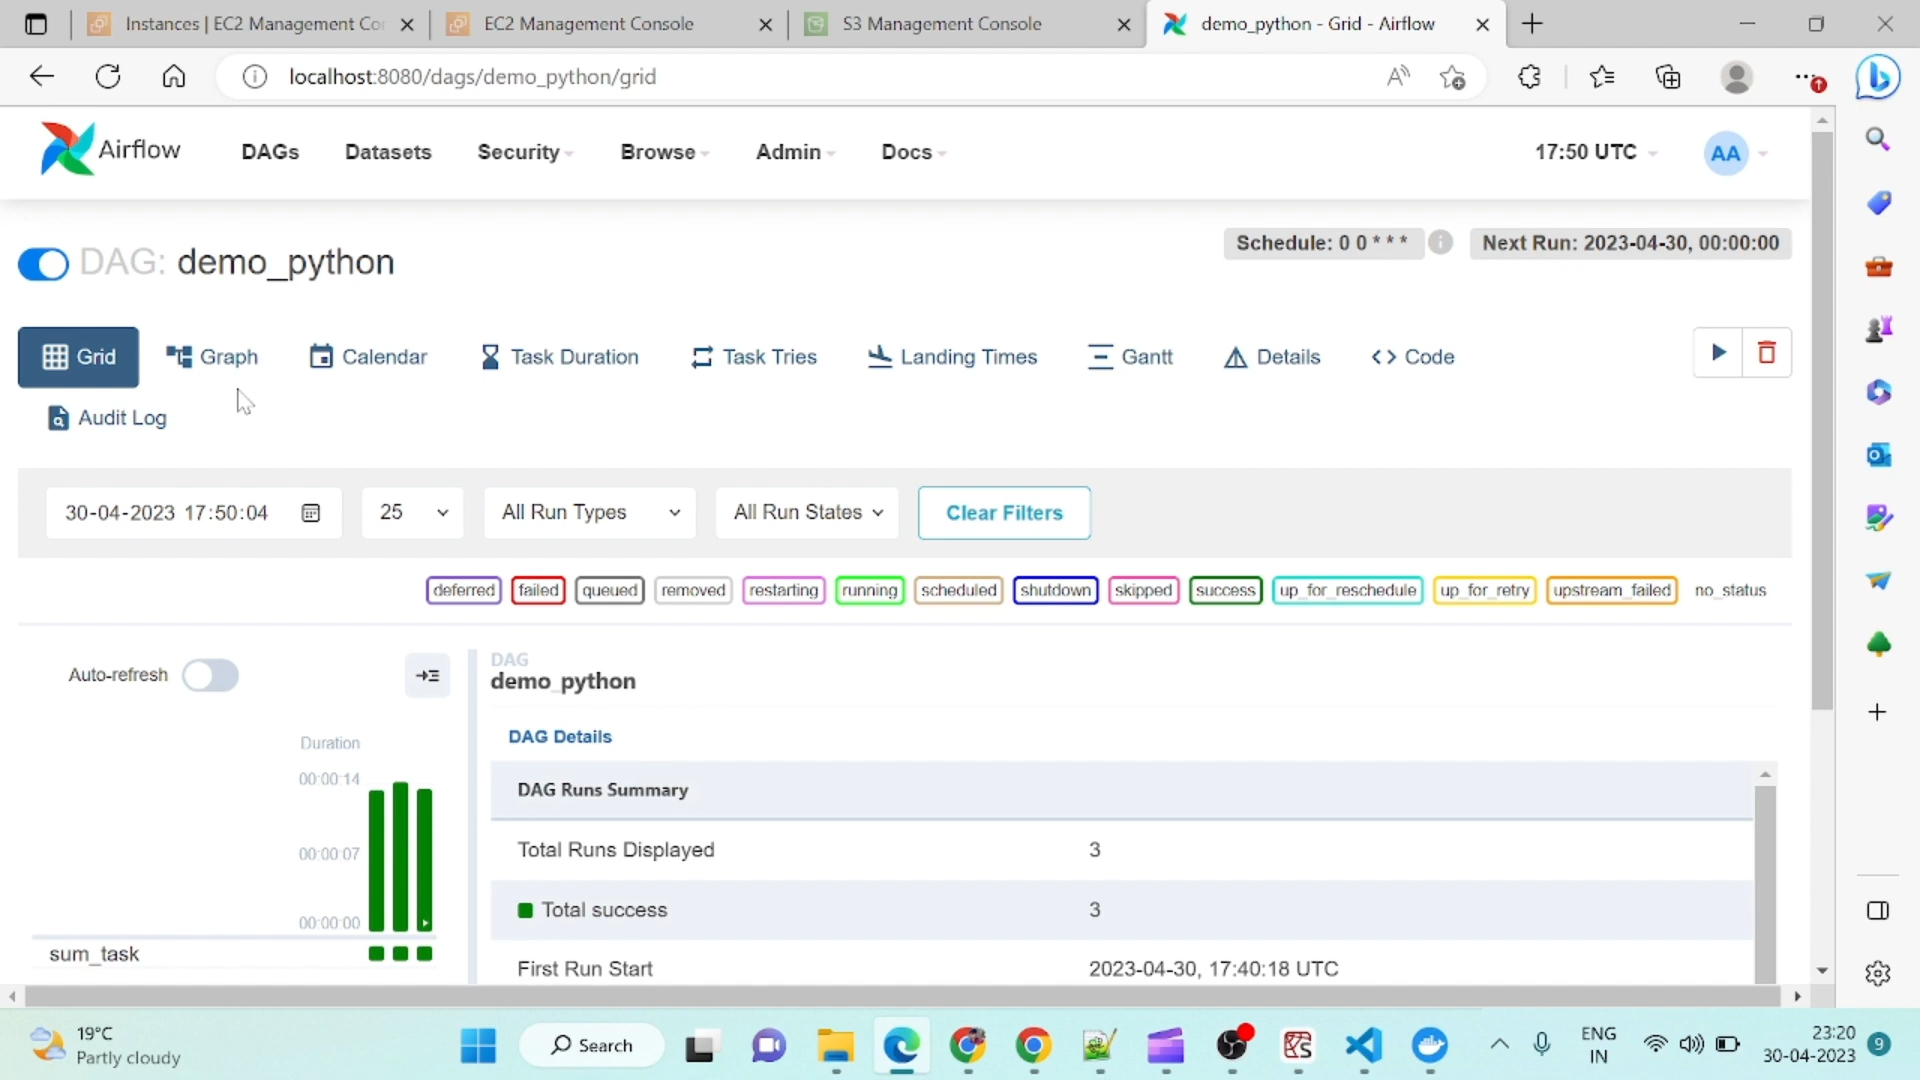 Instances | EC2 Management Co
EC2 Management Console
S3 Management Console
demo_python - Grid - Airflow
localhost:8080/dags/demo_python/grid
Airflow
DAGs
Datasets
Security
Browse
Admin
Docs
17:50 UTC
AA
DAG: demo_python
Schedule: 0 0 * * *
Next Run: 2023-04-30, 00:00:00
Grid
Graph
Calendar
Task Duration
Task Tries
Landing Times
Gantt
Details
<> Code
Audit Log
30-04-2023 17:50:04
25
All Run Types
All Run States
Clear Filters
deferred
failed
queued
removed
restarting
running
scheduled
shutdown
skipped
success
up_for_reschedule
up_for_retry
upstream_failed
no_status
Auto-refresh
DAG
demo_python
DAG Details
Duration
00:00:14
00:00:07
00:00:00
sum_task
DAG Runs Summary
Total Runs Displayed 3
Total success 3
First Run Start 2023-04-30, 17:40:18 UTC
19°C
Partly cloudy
Search
ENG
IN
23:20
30-04-2023
9